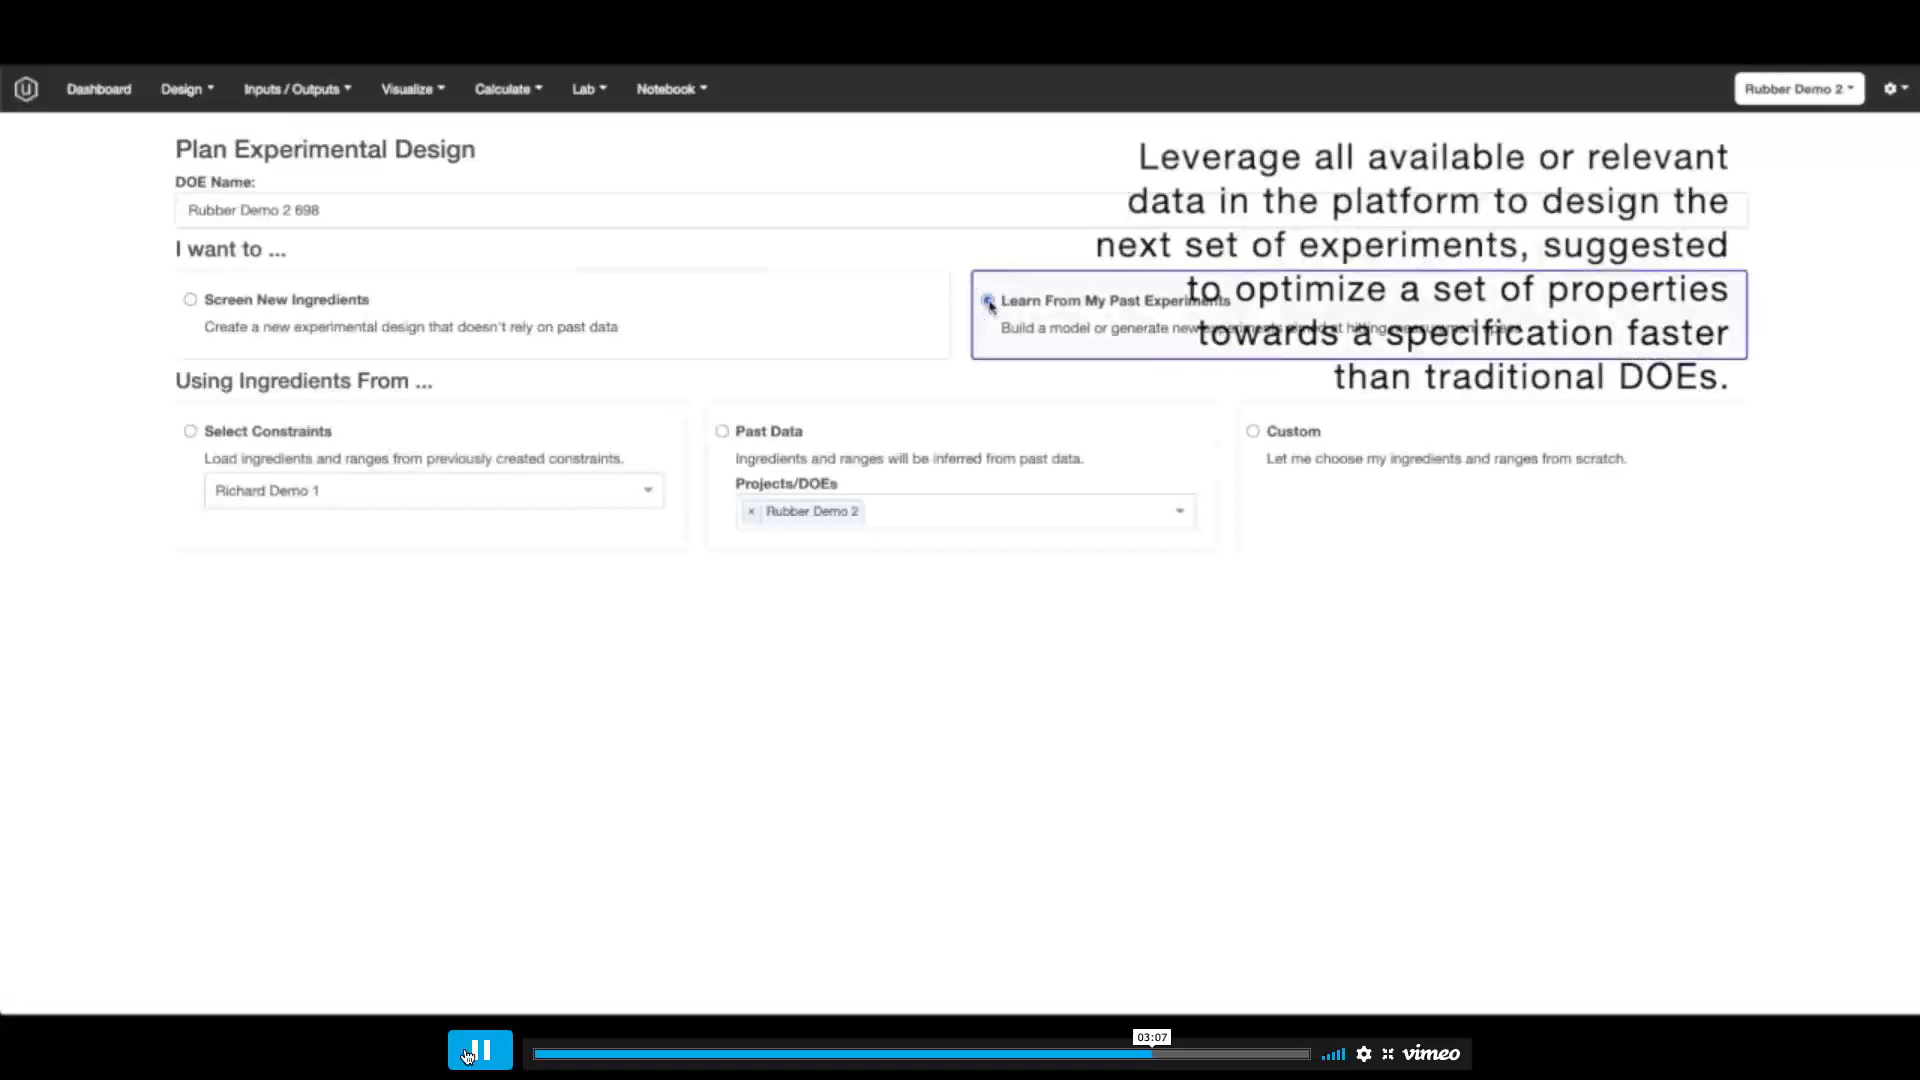 Dashboard Design Inputs / Outputs Visualize Calculate Lab Notebook Rubber Demo 2
Plan Experimental Design
DOE Name:
Rubber Demo 2 698
Leverage all available or relevant
data in the platform to design the
next set of experiments, suggested
to optimize a set of properties
towards a specification faster
than traditional DOEs.
I want to ...
Screen New Ingredients
Create a new experimental design that doesn't rely on past data
Learn From My Past Experiments
Build a model or generate new experiments aimed at hitting
Using Ingredients From ...
Select Constraints
Load ingredients and ranges from previously created constraints.
Richard Demo 1
Past Data
Ingredients and ranges will be inferred from past data.
Projects/DOEs
× Rubber Demo 2
Custom
Let me choose my ingredients and ranges from scratch.
03:07
vimeo